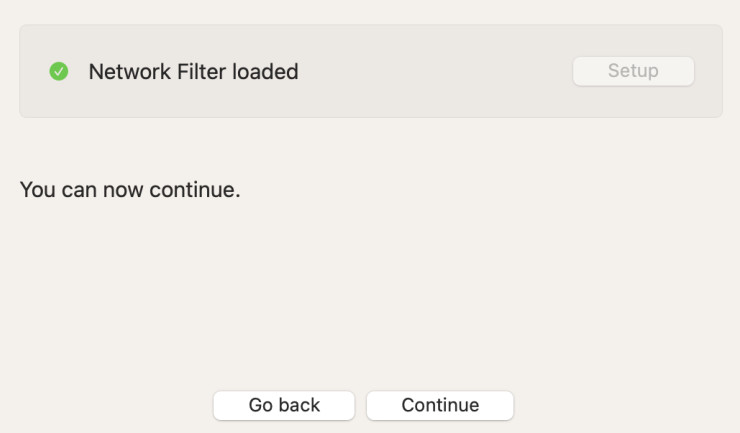 Network Filter loaded
Setup
You can now continue.
Go back
Continue